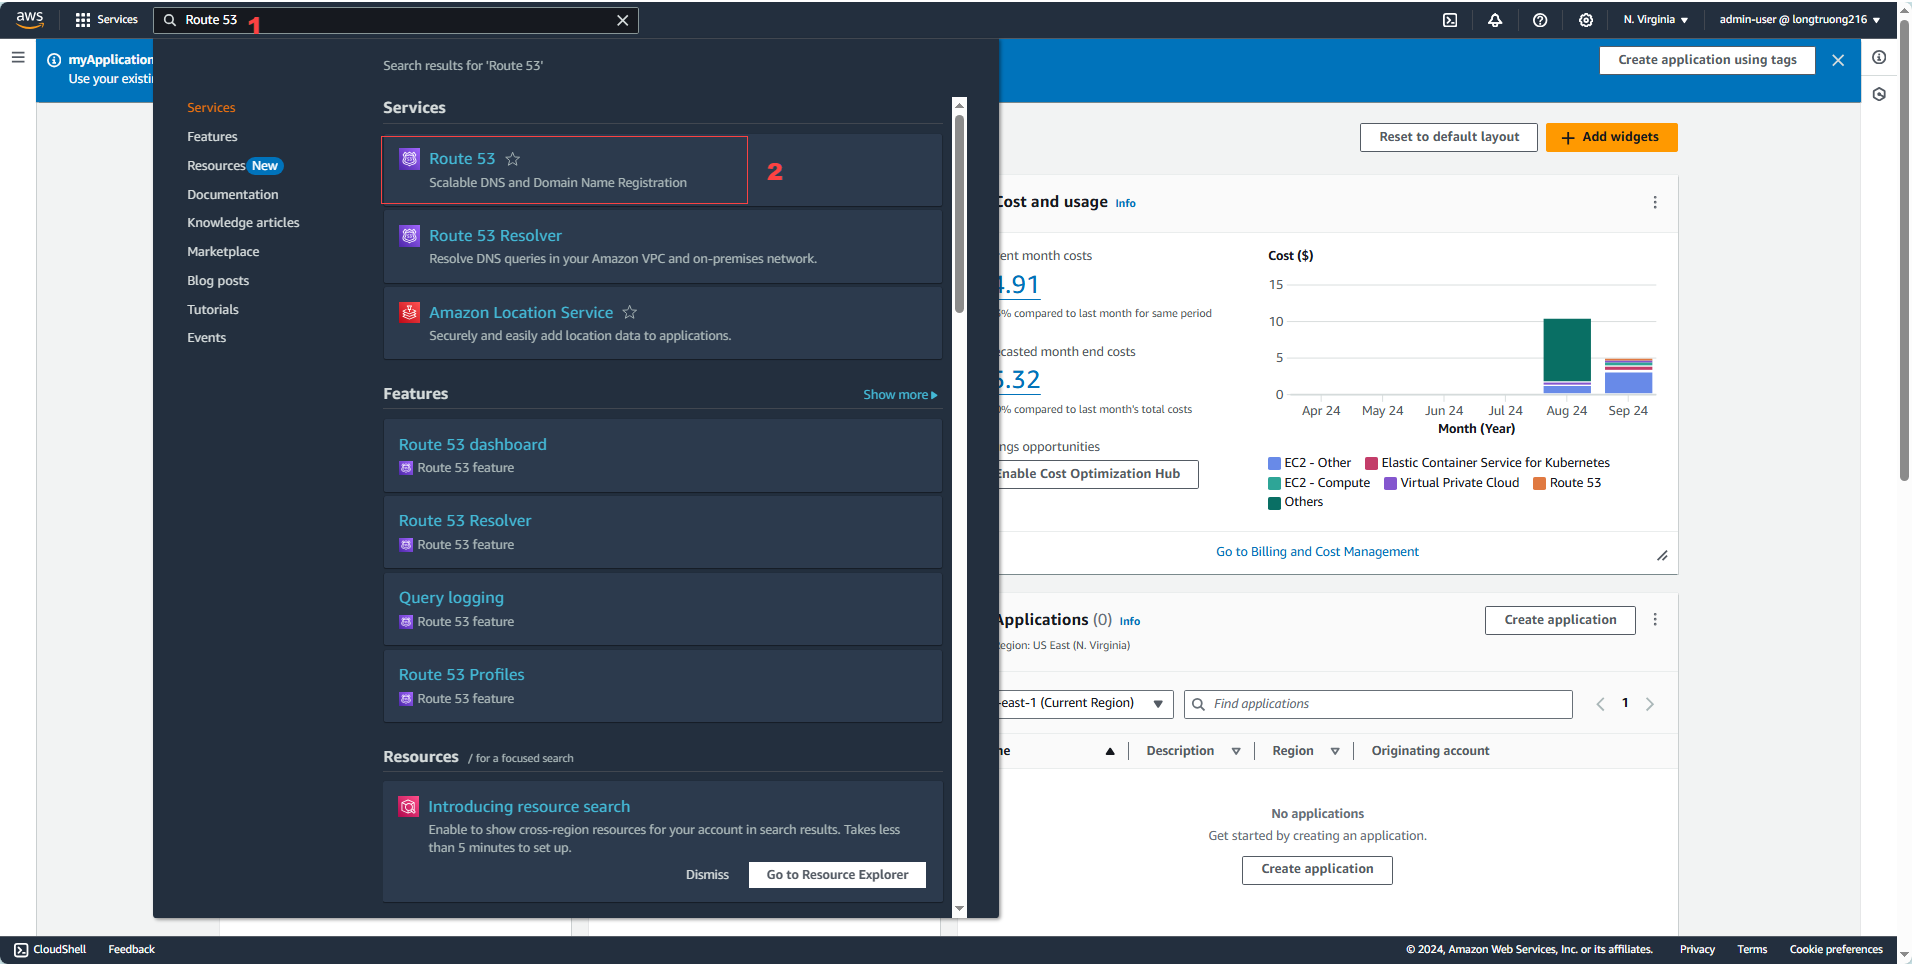 aws
Services
Route 53
1
N. Virginia
admin-user @ longtruong216
myApplication
Use your existi
Create application using tags
Search results for 'Route 53'
Services
Features
Resources New
Documentation
Knowledge articles
Marketplace
Blog posts
Tutorials
Events
Services
Route 53
Scalable DNS and Domain Name Registration
2
Route 53 Resolver
Resolve DNS queries in your Amazon VPC and on-premises network.
Amazon Location Service
Securely and easily add location data to applications.
Features
Show more
Route 53 dashboard
Route 53 feature
Route 53 Resolver
Route 53 feature
Query logging
Route 53 feature
Route 53 Profiles
Route 53 feature
Resources / for a focused search
Introducing resource search
Enable to show cross-region resources for your account in search results. Takes less
than 5 minutes to set up.
Dismiss
Go to Resource Explorer
Reset to default layout
Add widgets
Cost and usage Info
ent month costs
4.91
% compared to last month for same period
casted month end costs
5.32
% compared to last month's total costs
ngs opportunities
Enable Cost Optimization Hub
Cost ($)
15
10
5
0
Apr 24 May 24 Jun 24 Jul 24 Aug 24 Sep 24
Month (Year)
EC2 - Other Elastic Container Service for Kubernetes
EC2 - Compute Virtual Private Cloud Route 53
Others
Go to Billing and Cost Management
Applications (0) Info
Region: US East (N. Virginia)
Create application
-east-1 (Current Region)
Find applications
1
ne Description Region Originating account
No applications
Get started by creating an application.
Create application
CloudShell Feedback
© 2024, Amazon Web Services, Inc. or its affiliates. Privacy Terms Cookie preferences